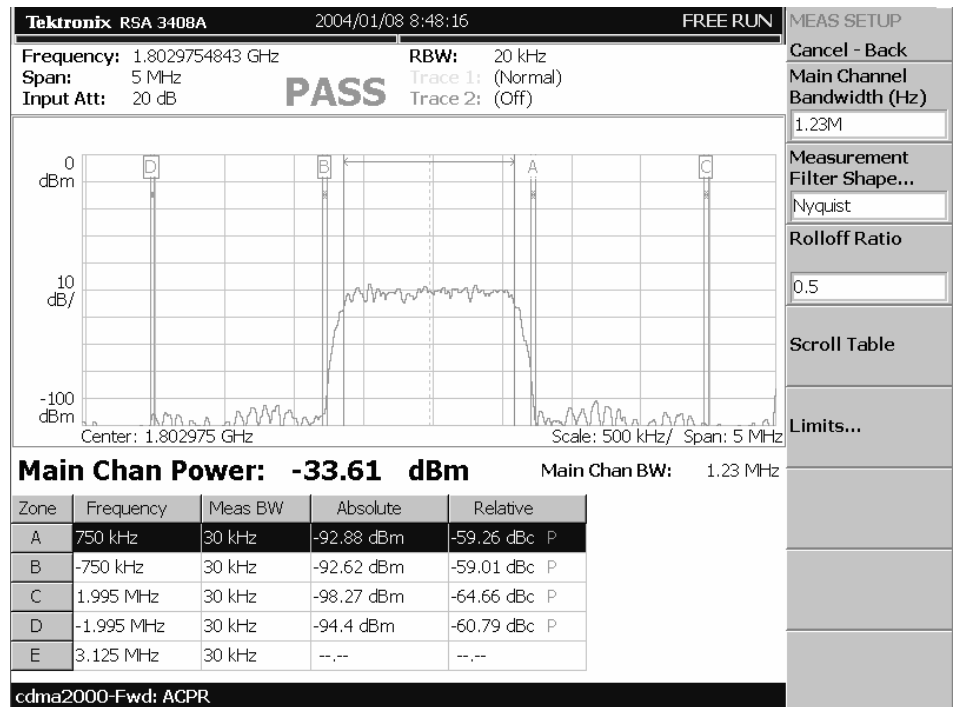 Tektronix RSA 3408A 2004/01/08 8:48:16 FREE RUN
Frequency: 1.8029754843 GHz RBW: 20 kHz
Span: 5 MHz Trace 1: (Normal)
Input Att: 20 dB PASS Trace 2: (Off)
0 dBm
D B A C
10 dB/
-100 dBm
Center: 1.802975 GHz Scale: 500 kHz/ Span: 5 MHz
Main Chan Power: -33.61 dBm Main Chan BW: 1.23 MHz
Zone Frequency Meas BW Absolute Relative
A 750 kHz 30 kHz -92.88 dBm -59.26 dBc P
B -750 kHz 30 kHz -92.62 dBm -59.01 dBc P
C 1.995 MHz 30 kHz -98.27 dBm -64.66 dBc P
D -1.995 MHz 30 kHz -94.4 dBm -60.79 dBc P
E 3.125 MHz 30 kHz --.-- --.--
cdma2000-Fwd: ACPR
MEAS SETUP
Cancel - Back
Main Channel
Bandwidth (Hz)
1.23M
Measurement
Filter Shape...
Nyquist
Rolloff Ratio
0.5
Scroll Table
Limits...